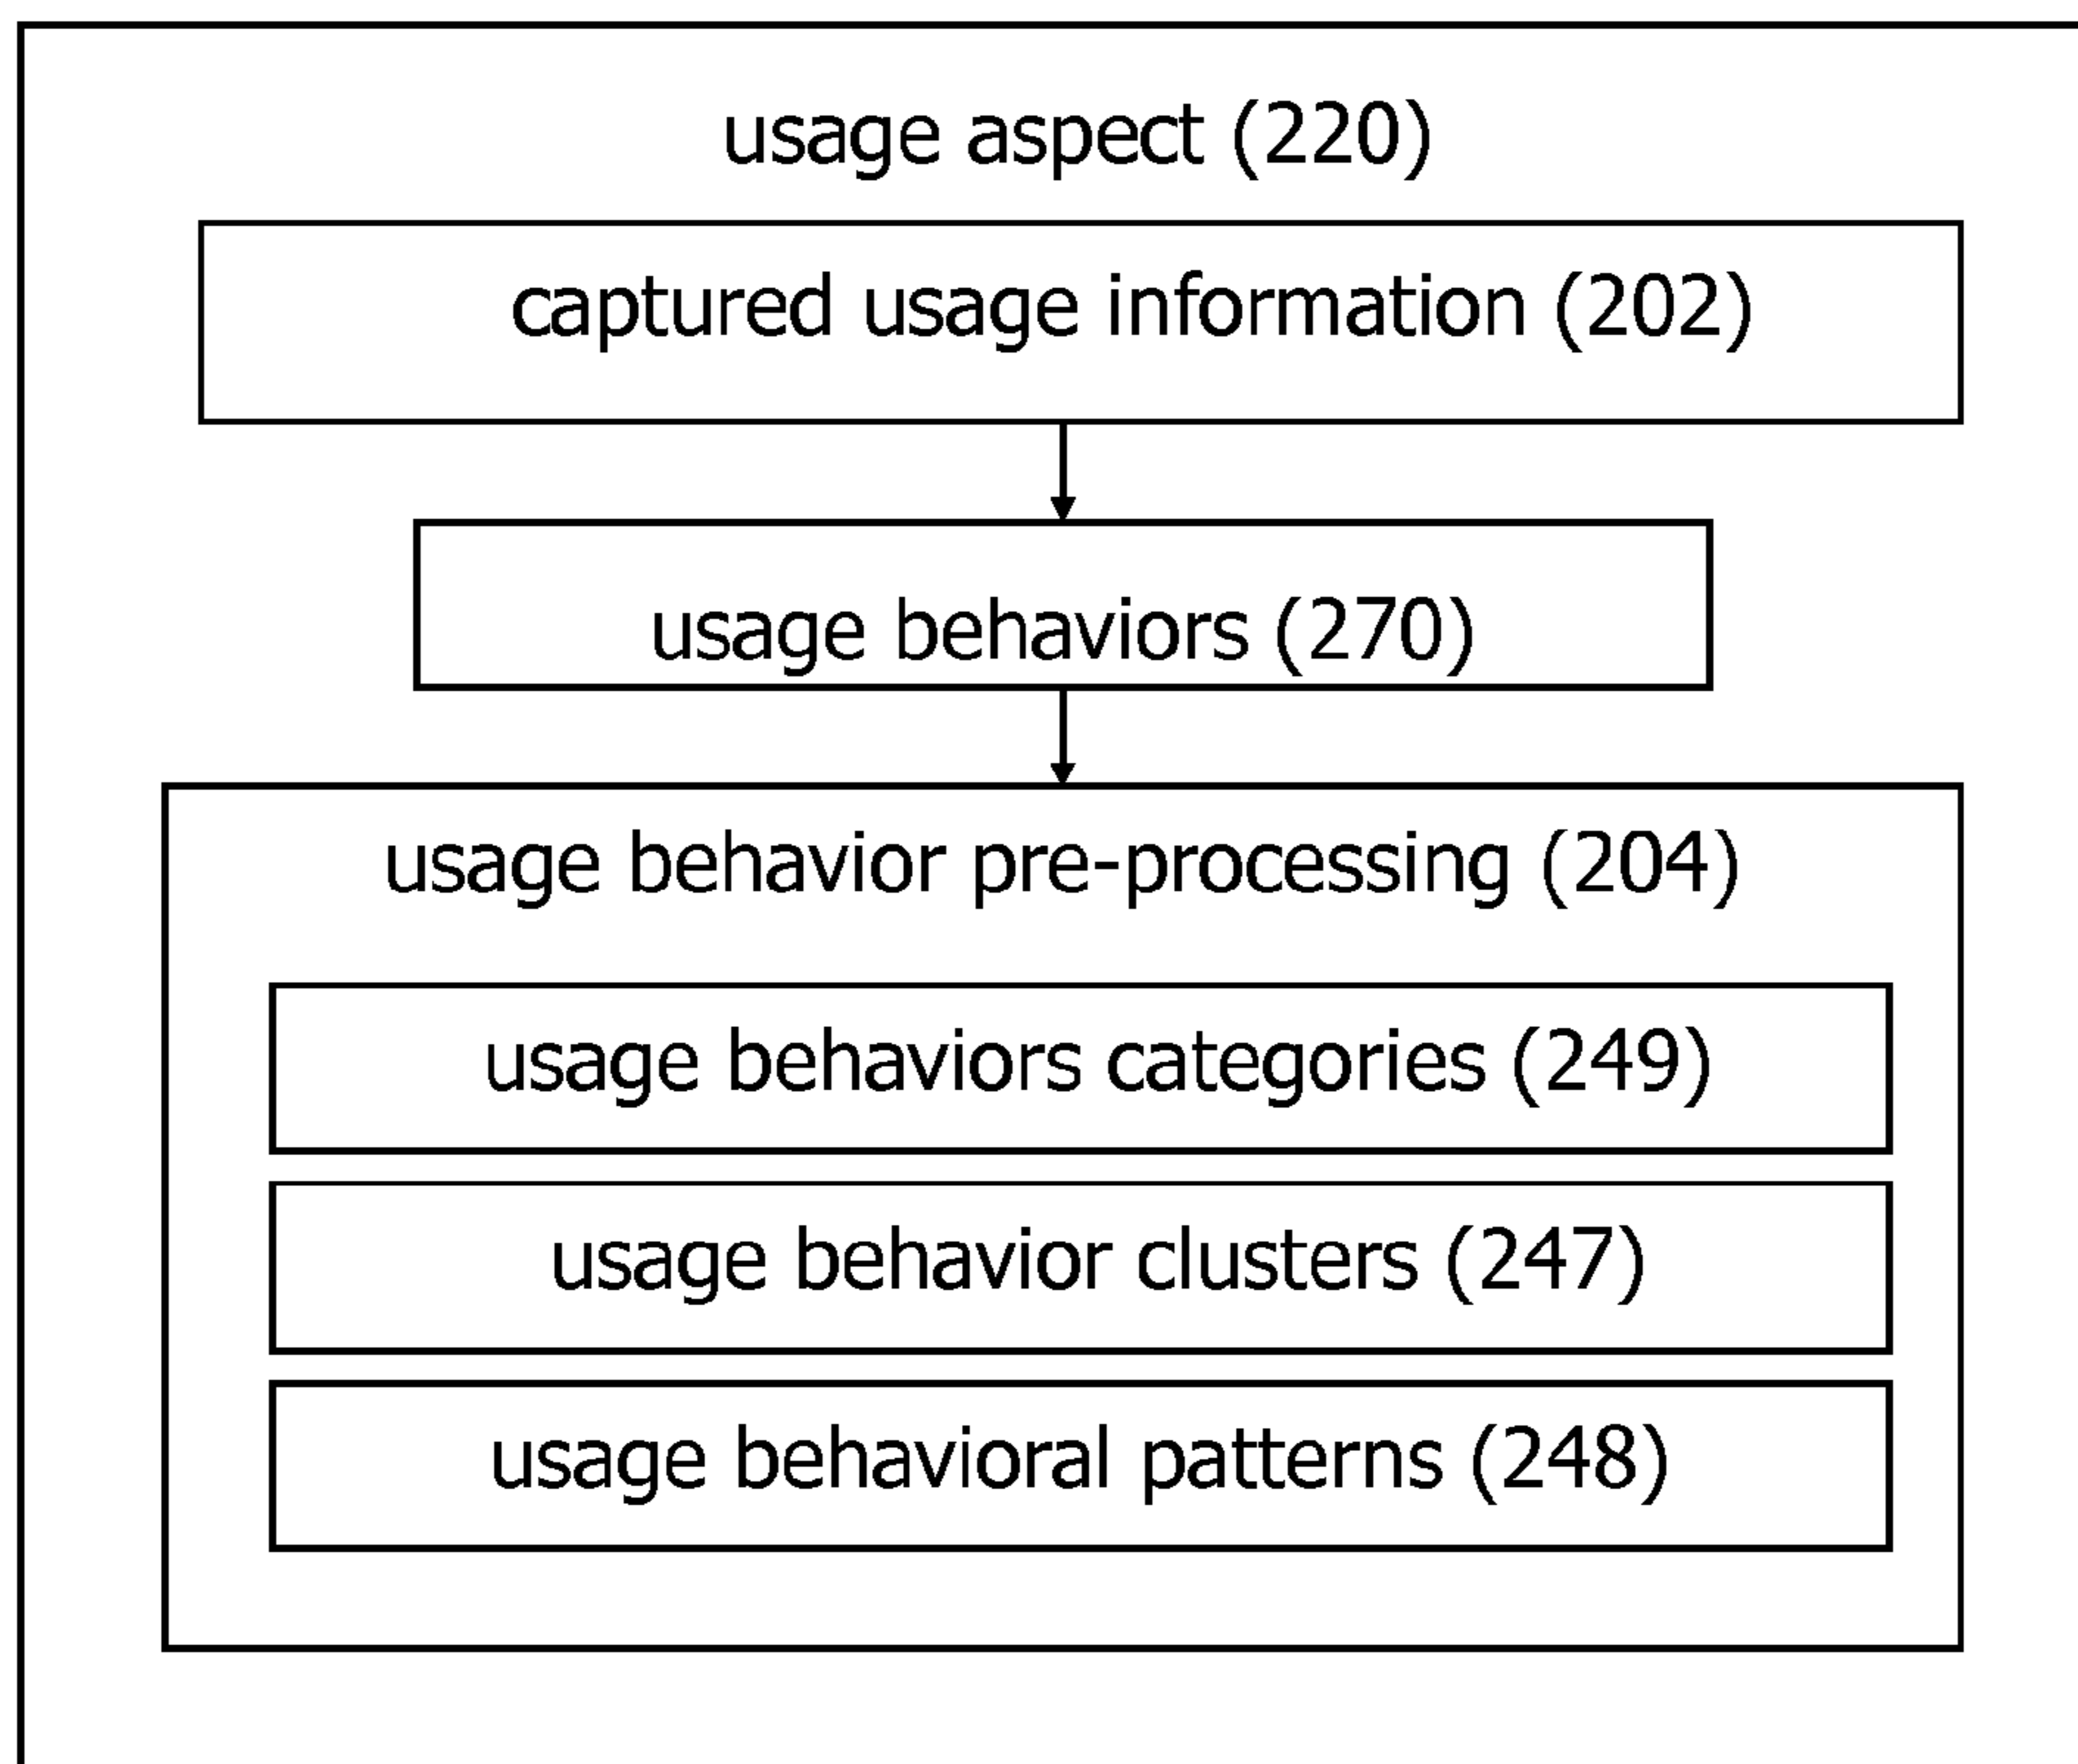 usage aspect (220)
captured usage information (202)
usage behaviors (270)
usage behavior pre-processing (204)
usage behaviors categories (249)
usage behavior clusters (247)
usage behavioral patterns (248)